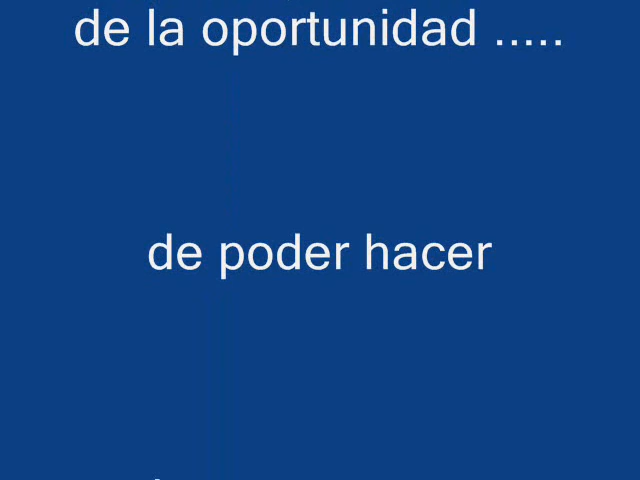 de la oportunidad .....
de poder hacer